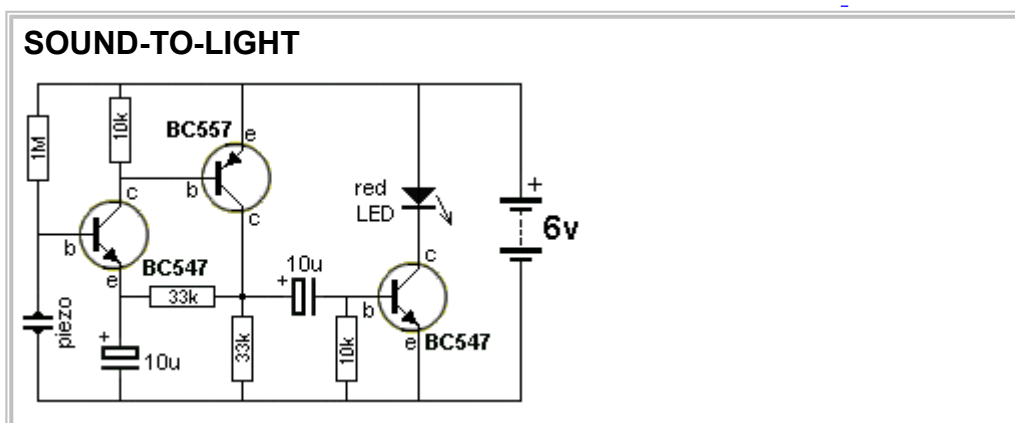 SOUND-TO-LIGHT
1M
10k
BC557
e
b
c
c
b
e
BC547
33k
piezo
+
10u
33k
10u
+
10k
red
LED
c
b
e
BC547
+
6v